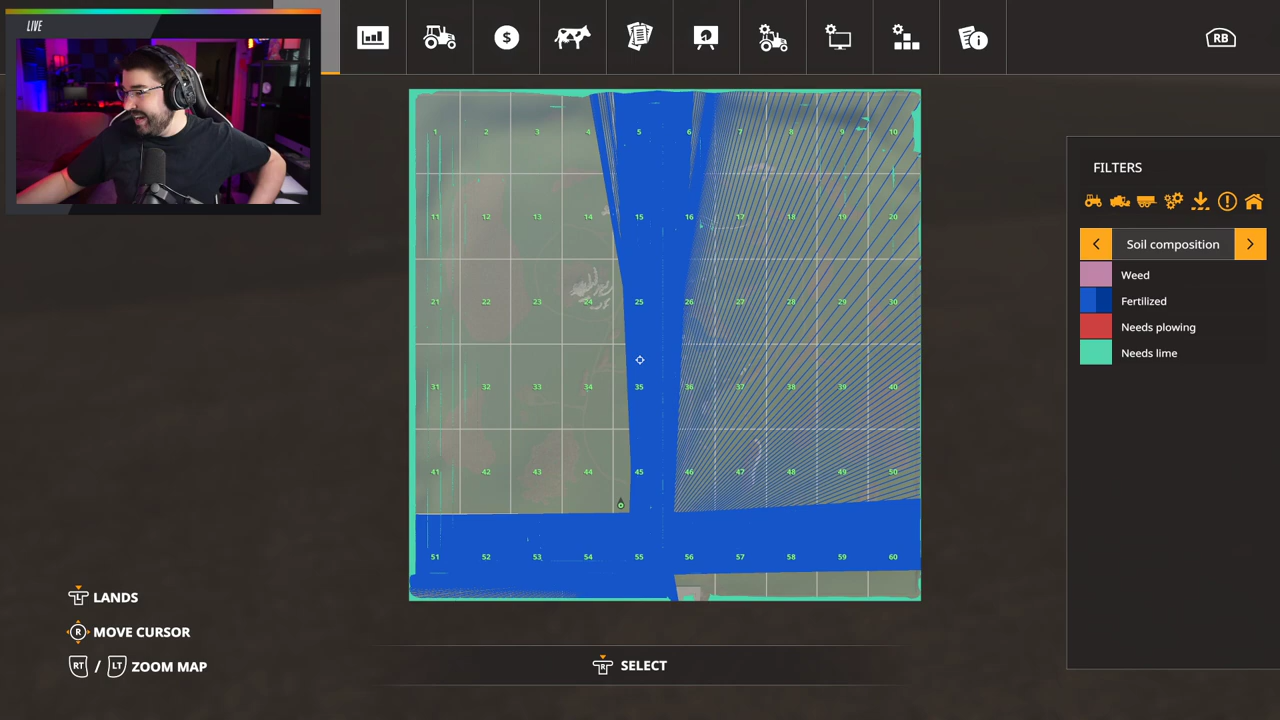 LIVE
RB
1 2 3 4 5 6 7 8 9 10
11 12 13 14 15 16 17 18 19 20
21 22 23 24 25 26 27 28 29 30
31 32 33 34 35 36 37 38 39 40
41 42 43 44 45 46 47 48 49 50
51 52 53 54 55 56 57 58 59 60
FILTERS
Soil composition
Weed
Fertilized
Needs plowing
Needs lime
L LANDS
R MOVE CURSOR
RT / LT ZOOM MAP
R SELECT